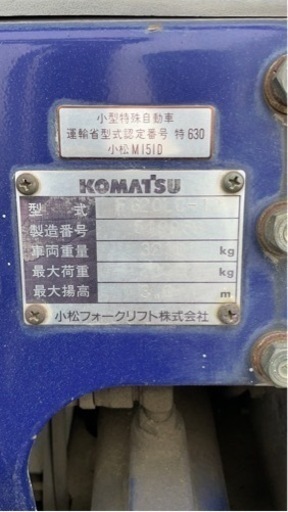 小型特殊自動車
運輸省型式認定番号 特630
小松M151D
KOMATSU
型式
製造番号
車両重量 kg
最大荷重 kg
最大揚高 m
小松フォークリフト株式会社